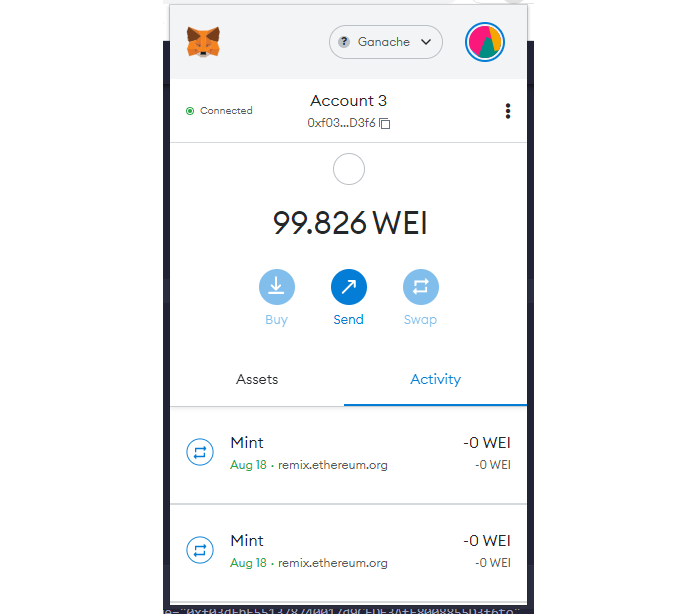 Ganache
Connected
Account 3
0xf03...D3f6
99.826 WEI
Buy
Send
Swap
Assets
Activity
Mint
-0 WEI
Aug 18 · remix.ethereum.org
-0 WEI
Mint
-0 WEI
Aug 18 · remix.ethereum.org
-0 WEI